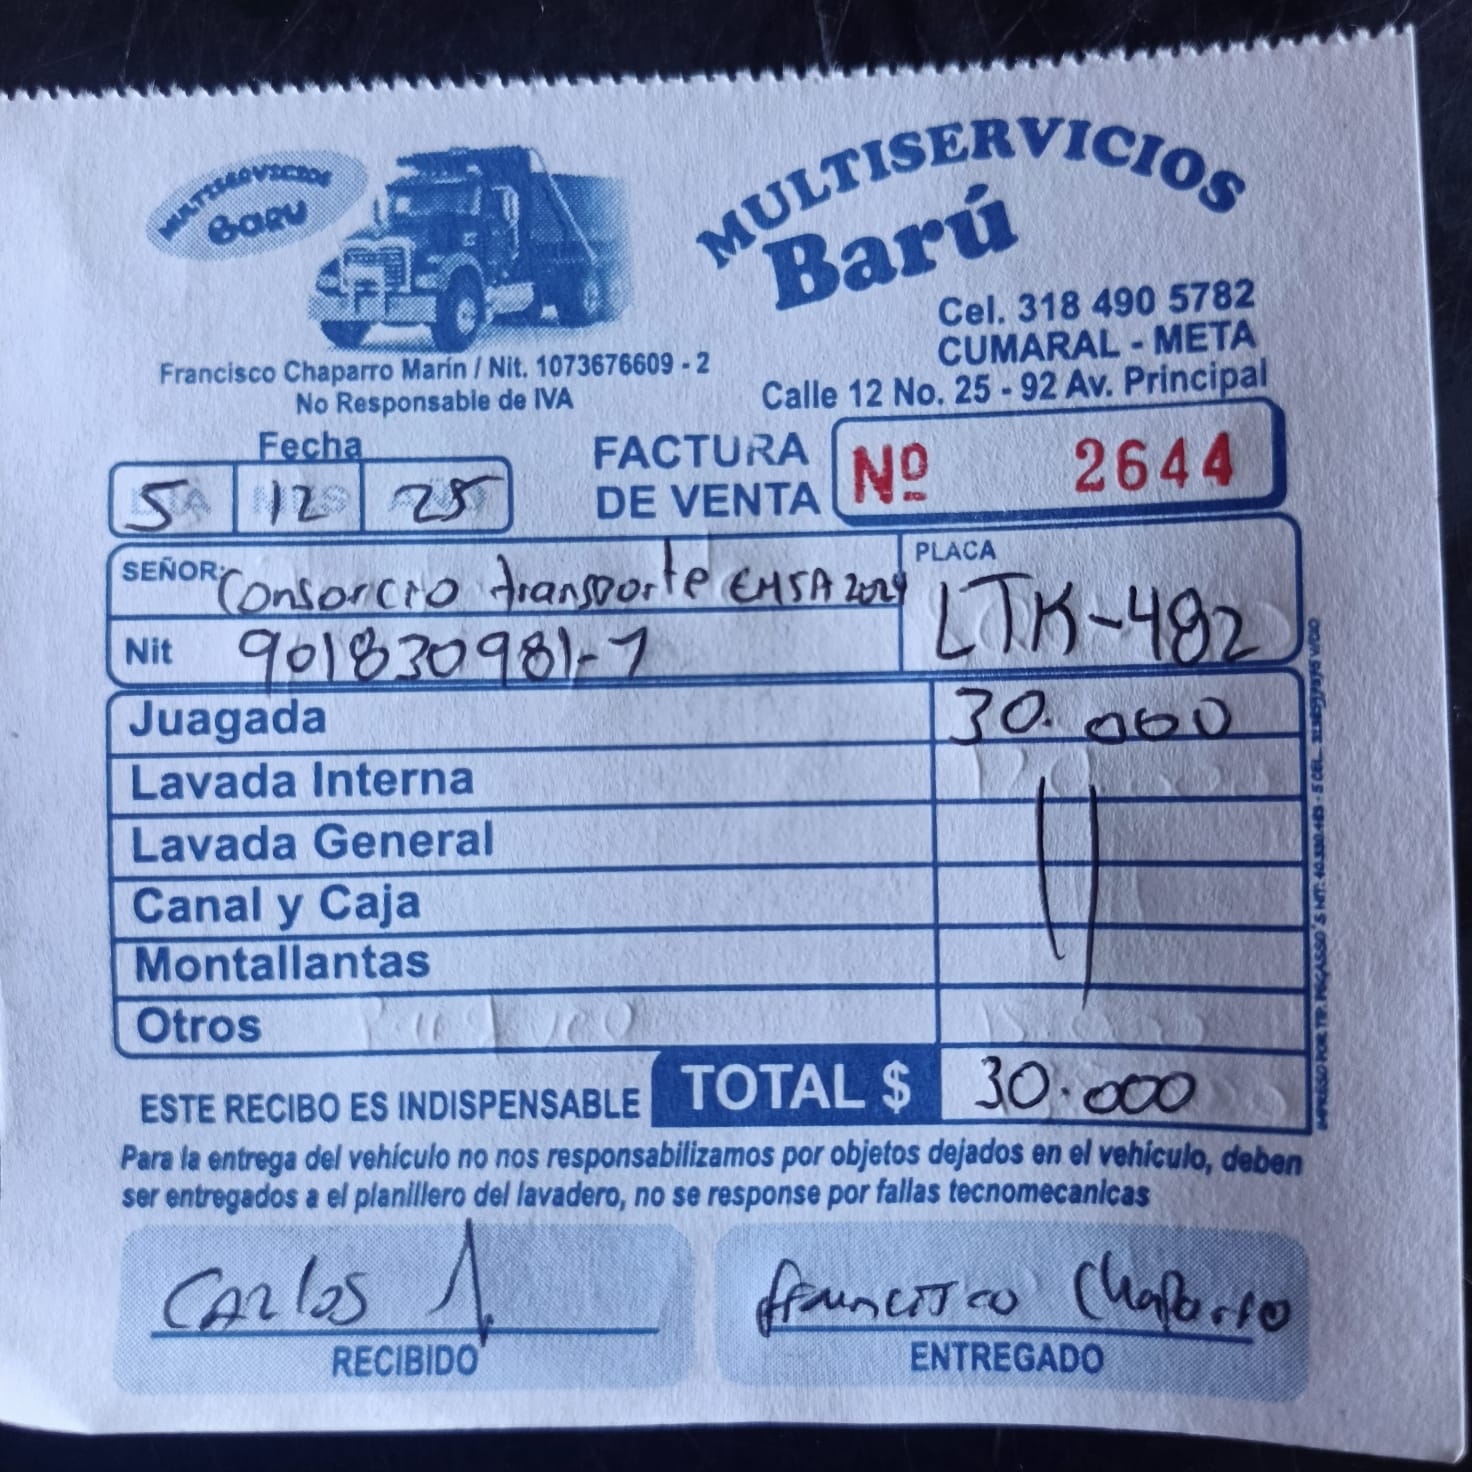 MULTISERVICIOS
Barú
MULTISERVICIOS
Barú
Cel. 318 490 5782
CUMARAL - META
Calle 12 No. 25 - 92 Av. Principal
Francisco Chaparro Marín / Nit. 1073676609 - 2
No Responsable de IVA
Fecha
5 12 25
FACTURA
DE VENTA
Nº 2644
SEÑOR: Consorcio transporte EMSA 2024
PLACA
LTK-482
Nit 901830981-1
Juagada 30.000
Lavada Interna
Lavada General
Canal y Caja
Montallantas
Otros
ESTE RECIBO ES INDISPENSABLE TOTAL $ 30.000
Para la entrega del vehículo no nos responsabilizamos por objetos dejados en el vehículo, deben
ser entregados a el planillero del lavadero, no se response por fallas tecnomecanicas
Carlos
RECIBIDO
Francisco Chaparro
ENTREGADO